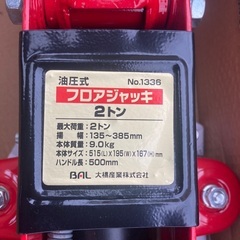 油圧式 No.1336
フロアジャッキ
2トン
最大荷重：2トン
揚　　幅：135～385mm
本体質量：9.0kg
本体サイズ：515(L)×195(W)×167(H)mm
ハンドル長：500mm
BAL 大橋産業株式会社